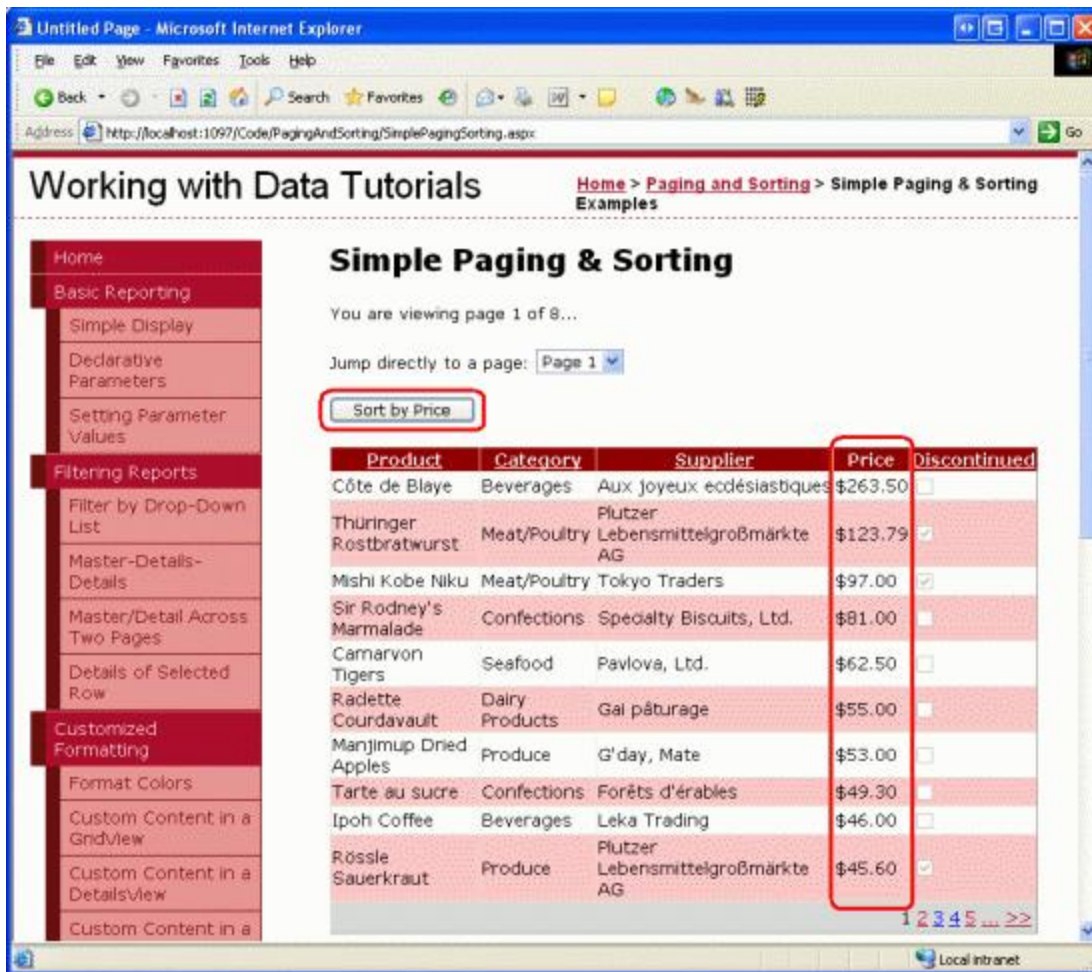 Untitled Page - Microsoft Internet Explorer
File Edit View Favorites Tools Help
Back Search Favorites
Address http://localhost:1097/Code/PagingAndSorting/SimplePagingSorting.aspx Go
Working with Data Tutorials
Home > Paging and Sorting > Simple Paging & Sorting
Examples
Home
Basic Reporting
Simple Display
Declarative
Parameters
Setting Parameter
Values
Filtering Reports
Filter by Drop-Down
List
Master-Details-
Details
Master/Detail Across
Two Pages
Details of Selected
Row
Customized
Formatting
Format Colors
Custom Content in a
GridView
Custom Content in a
DetailsView
Custom Content in a
Simple Paging & Sorting
You are viewing page 1 of 8...
Jump directly to a page: Page 1
Sort by Price
Product Category Supplier Price Discontinued
Côte de Blaye Beverages Aux joyeux ecclésiastiques $263.50
Thüringer
Rostbratwurst Meat/Poultry Plutzer
Lebensmittelgroßmärkte
AG $123.79
Mishi Kobe Niku Meat/Poultry Tokyo Traders $97.00
Sir Rodney's
Marmalade Confections Specialty Biscuits, Ltd. $81.00
Carnarvon
Tigers Seafood Pavlova, Ltd. $62.50
Raclette
Courdavault Dairy
Products Gai pâturage $55.00
Manjimup Dried
Apples Produce G'day, Mate $53.00
Tarte au sucre Confections Forêts d'érables $49.30
Ipoh Coffee Beverages Leka Trading $46.00
Rössle
Sauerkraut Produce Plutzer
Lebensmittelgroßmärkte
AG $45.60
1 2 3 4 5 ... >>
Local intranet